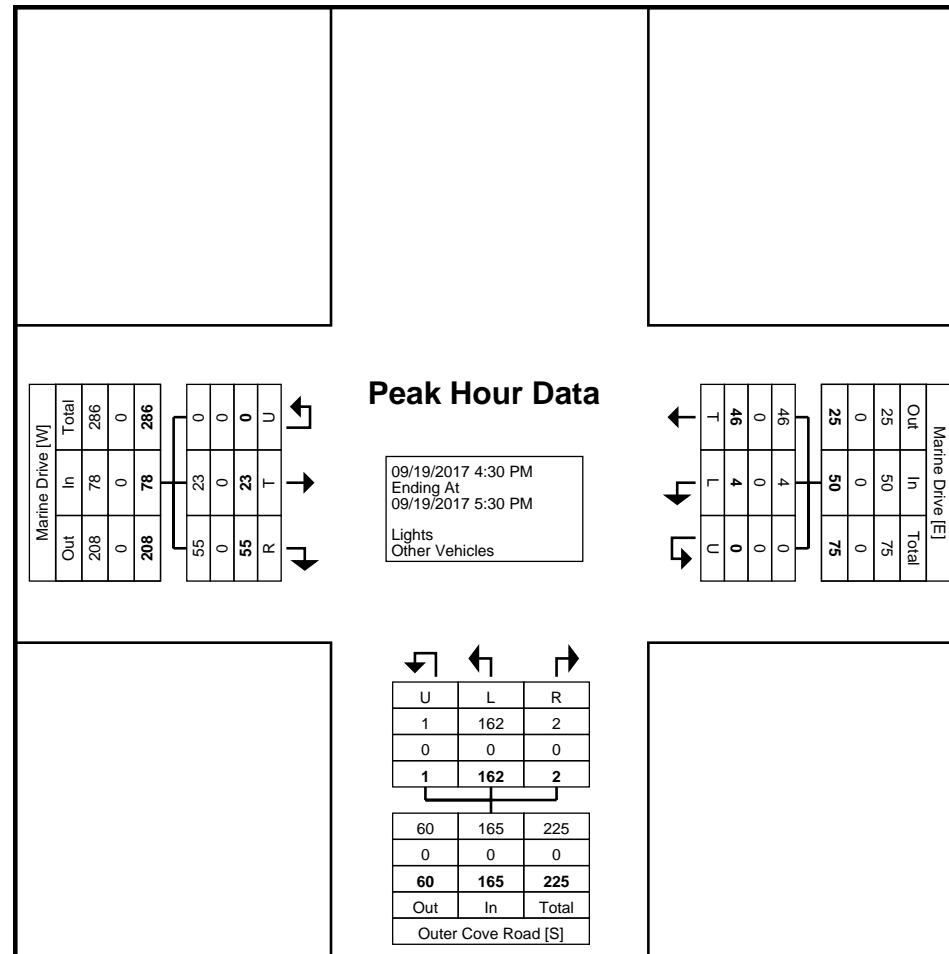 Peak Hour Data
09/19/2017 4:30 PM
Ending At
09/19/2017 5:30 PM
Lights
Other Vehicles
Marine Drive [W]
Total 286 0 286
In 78 0 78
Out 208 0 208
0 0 0 U
23 0 23 T
55 0 55 R
T 46 0 46
L 4 0 4
U 0 0 0
25 0 25 Out
50 0 50 In
75 0 75 Total
Marine Drive [E]
U L R
1 162 2
0 0 0
1 162 2
60 165 225
0 0 0
60 165 225
Out In Total
Outer Cove Road [S]